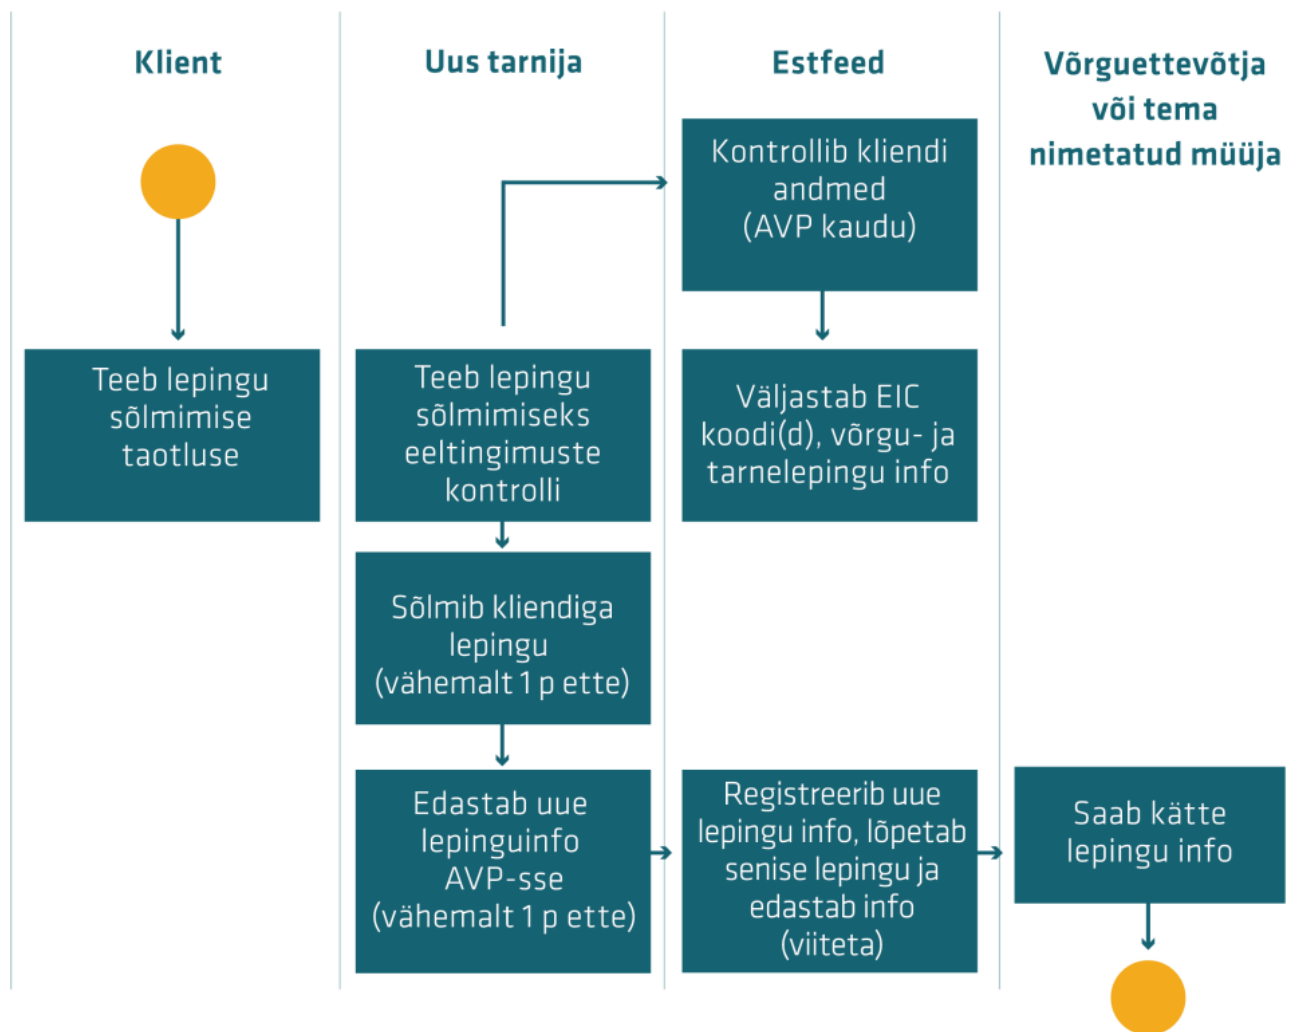 Klient
Uus tarnija
Estfeed
Võrguettevõtja
või tema
nimetatud müüja
Kontrollib kliendi
andmed
(AVP kaudu)
Teeb lepingu
sõlmimise
taotluse
Teeb lepingu
sõlmimiseks
eeltingimuste
kontrolli
Väljastab EIC
koodi(d), võrgu- ja
tarnelepingu info
Sõlmib kliendiga
lepingu
(vähemalt 1 p ette)
Edastab uue
lepinguinfo
AVP-sse
(vähemalt 1 p ette)
Registreerib uue
lepingu info, lõpetab
senise lepingu ja
edastab info
(viiteta)
Saab kätte
lepingu info